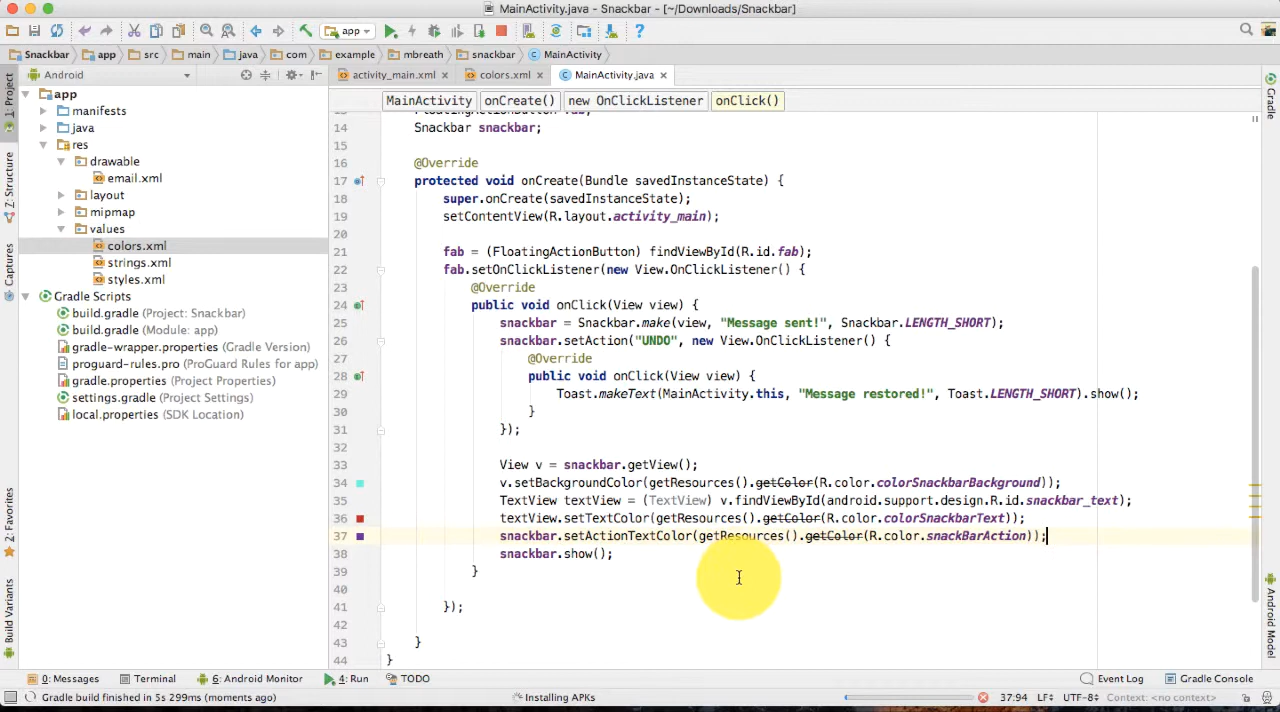 MainActivity.java - Snackbar - [~/Downloads/Snackbar]
app
Snackbar app src main java com example mbreath snackbar MainActivity
Android
activity_main.xml colors.xml MainActivity.java
MainActivity onCreate() new OnClickListener onClick()
1: Project
Z: Structure
Captures
2: Favorites
Build Variants
app
manifests
java
res
drawable
email.xml
layout
mipmap
values
colors.xml
strings.xml
styles.xml
Gradle Scripts
build.gradle (Project: Snackbar)
build.gradle (Module: app)
gradle-wrapper.properties (Gradle Version)
proguard-rules.pro (ProGuard Rules for app)
gradle.properties (Project Properties)
settings.gradle (Project Settings)
local.properties (SDK Location)
14 Snackbar snackbar;
15
16 @Override
17 protected void onCreate(Bundle savedInstanceState) {
18 super.onCreate(savedInstanceState);
19 setContentView(R.layout.activity_main);
20
21 fab = (FloatingActionButton) findViewById(R.id.fab);
22 fab.setOnClickListener(new View.OnClickListener() {
23 @Override
24 public void onClick(View view) {
25 snackbar = Snackbar.make(view, "Message sent!", Snackbar.LENGTH_SHORT);
26 snackbar.setAction("UNDO", new View.OnClickListener() {
27 @Override
28 public void onClick(View view) {
29 Toast.makeText(MainActivity.this, "Message restored!", Toast.LENGTH_SHORT).show();
30 }
31 });
32
33 View v = snackbar.getView();
34 v.setBackgroundColor(getResources().getColor(R.color.colorSnackbarBackground));
35 TextView textView = (TextView) v.findViewById(android.support.design.R.id.snackbar_text);
36 textView.setTextColor(getResources().getColor(R.color.colorSnackbarText));
37 snackbar.setActionTextColor(getResources().getColor(R.color.snackBarAction));
38 snackbar.show();
39 }
40
41 });
42
43 }
44 }
Gradle
Android Model
0: Messages Terminal 6: Android Monitor 4: Run TODO Event Log Gradle Console
Gradle build finished in 5s 299ms (moments ago) Installing APKs 37:94 LF UTF-8 Context: <no context>